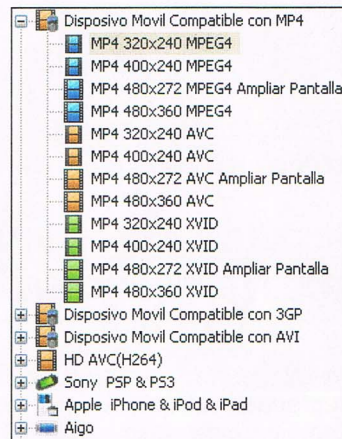 Disposivo Movil Compatible con MP4
MP4 320x240 MPEG4
MP4 400x240 MPEG4
MP4 480x272 MPEG4 Ampliar Pantalla
MP4 480x360 MPEG4
MP4 320x240 AVC
MP4 400x240 AVC
MP4 480x272 AVC Ampliar Pantalla
MP4 480x360 AVC
MP4 320x240 XVID
MP4 400x240 XVID
MP4 480x272 XVID Ampliar Pantalla
MP4 480x360 XVID
Disposivo Movil Compatible con 3GP
Disposivo Movil Compatible con AVI
HD AVC(H264)
Sony PSP & PS3
Apple iPhone & iPod & iPad
Aigo